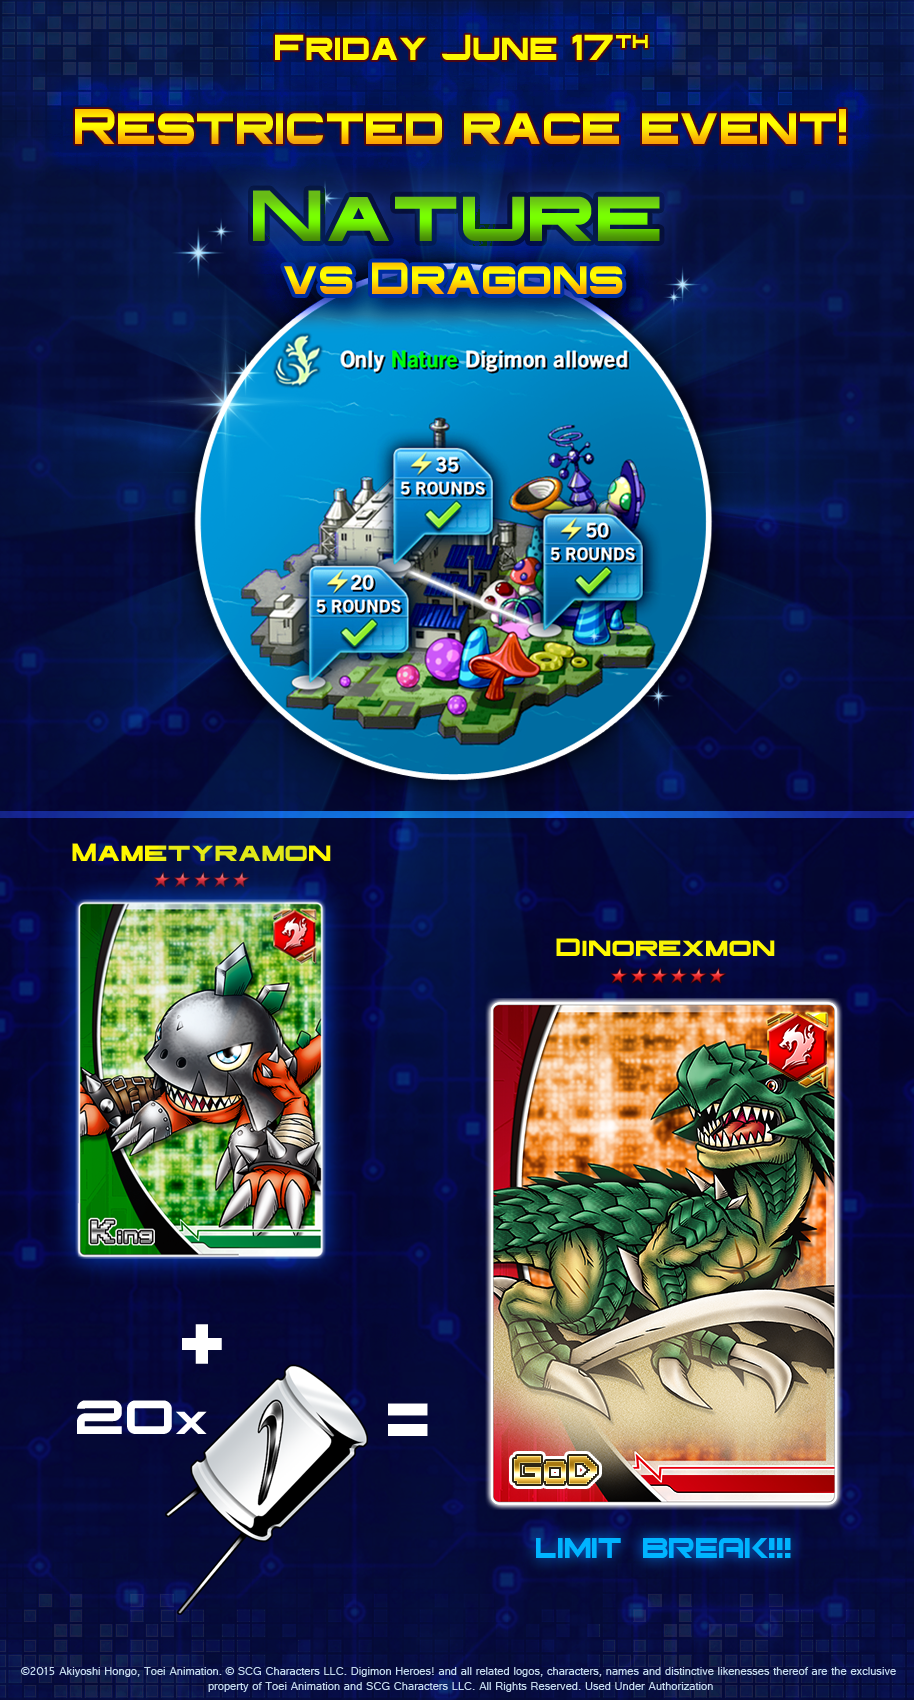 Friday June 17TH
Restricted race event!
Nature
vs Dragons
Only Nature Digimon allowed
35
5 ROUNDS
50
5 ROUNDS
20
5 ROUNDS
Mametyramon
King
Dinorexmon
GoD
+
20x
=
LIMIT BREAK!!!
©2015 Akiyoshi Hongo, Toei Animation. © SCG Characters LLC. Digimon Heroes! and all related logos, characters, names and distinctive likenesses thereof are the exclusive
property of Toei Animation and SCG Characters LLC. All Rights Reserved. Used Under Authorization